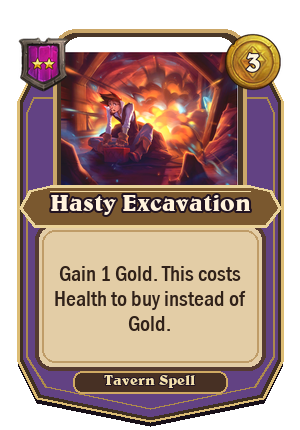 3
Hasty Excavation
Gain 1 Gold. This costs
Health to buy instead of
Gold.
Tavern Spell